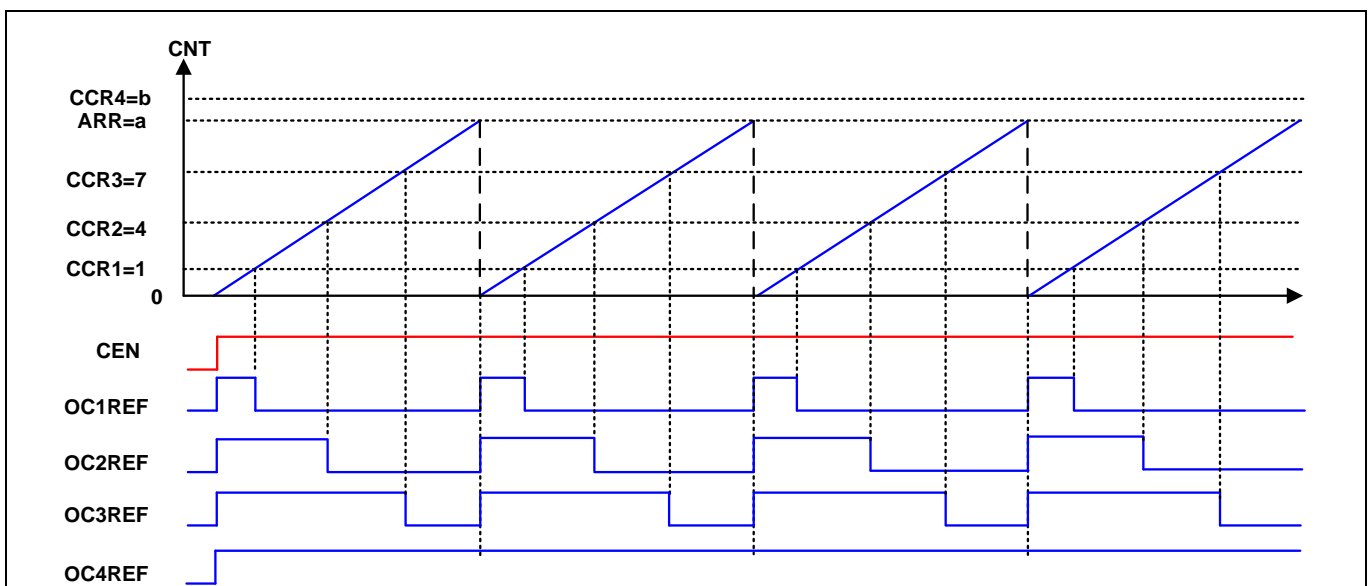 CNT
CCR4=b
ARR=a
CCR3=7
CCR2=4
CCR1=1
0
CEN
OC1REF
OC2REF
OC3REF
OC4REF